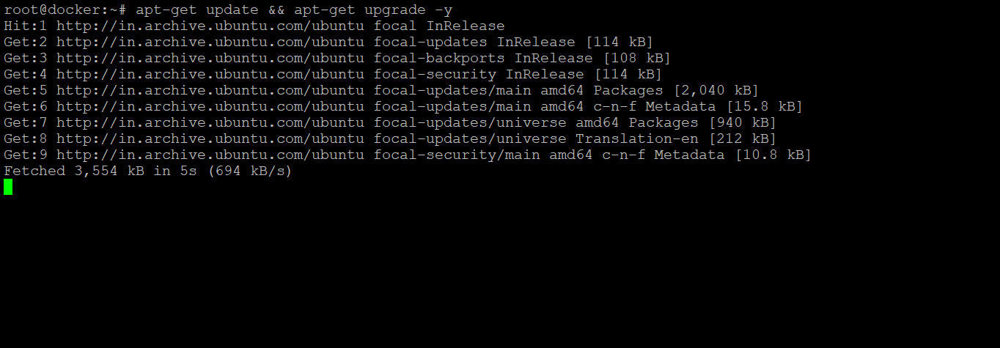 root@docker:~# apt-get update && apt-get upgrade -y
Hit:1 http://in.archive.ubuntu.com/ubuntu focal InRelease
Get:2 http://in.archive.ubuntu.com/ubuntu focal-updates InRelease [114 kB]
Get:3 http://in.archive.ubuntu.com/ubuntu focal-backports InRelease [108 kB]
Get:4 http://in.archive.ubuntu.com/ubuntu focal-security InRelease [114 kB]
Get:5 http://in.archive.ubuntu.com/ubuntu focal-updates/main amd64 Packages [2,040 kB]
Get:6 http://in.archive.ubuntu.com/ubuntu focal-updates/main amd64 c-n-f Metadata [15.8 kB]
Get:7 http://in.archive.ubuntu.com/ubuntu focal-updates/universe amd64 Packages [940 kB]
Get:8 http://in.archive.ubuntu.com/ubuntu focal-updates/universe Translation-en [212 kB]
Get:9 http://in.archive.ubuntu.com/ubuntu focal-security/main amd64 c-n-f Metadata [10.8 kB]
Fetched 3,554 kB in 5s (694 kB/s)